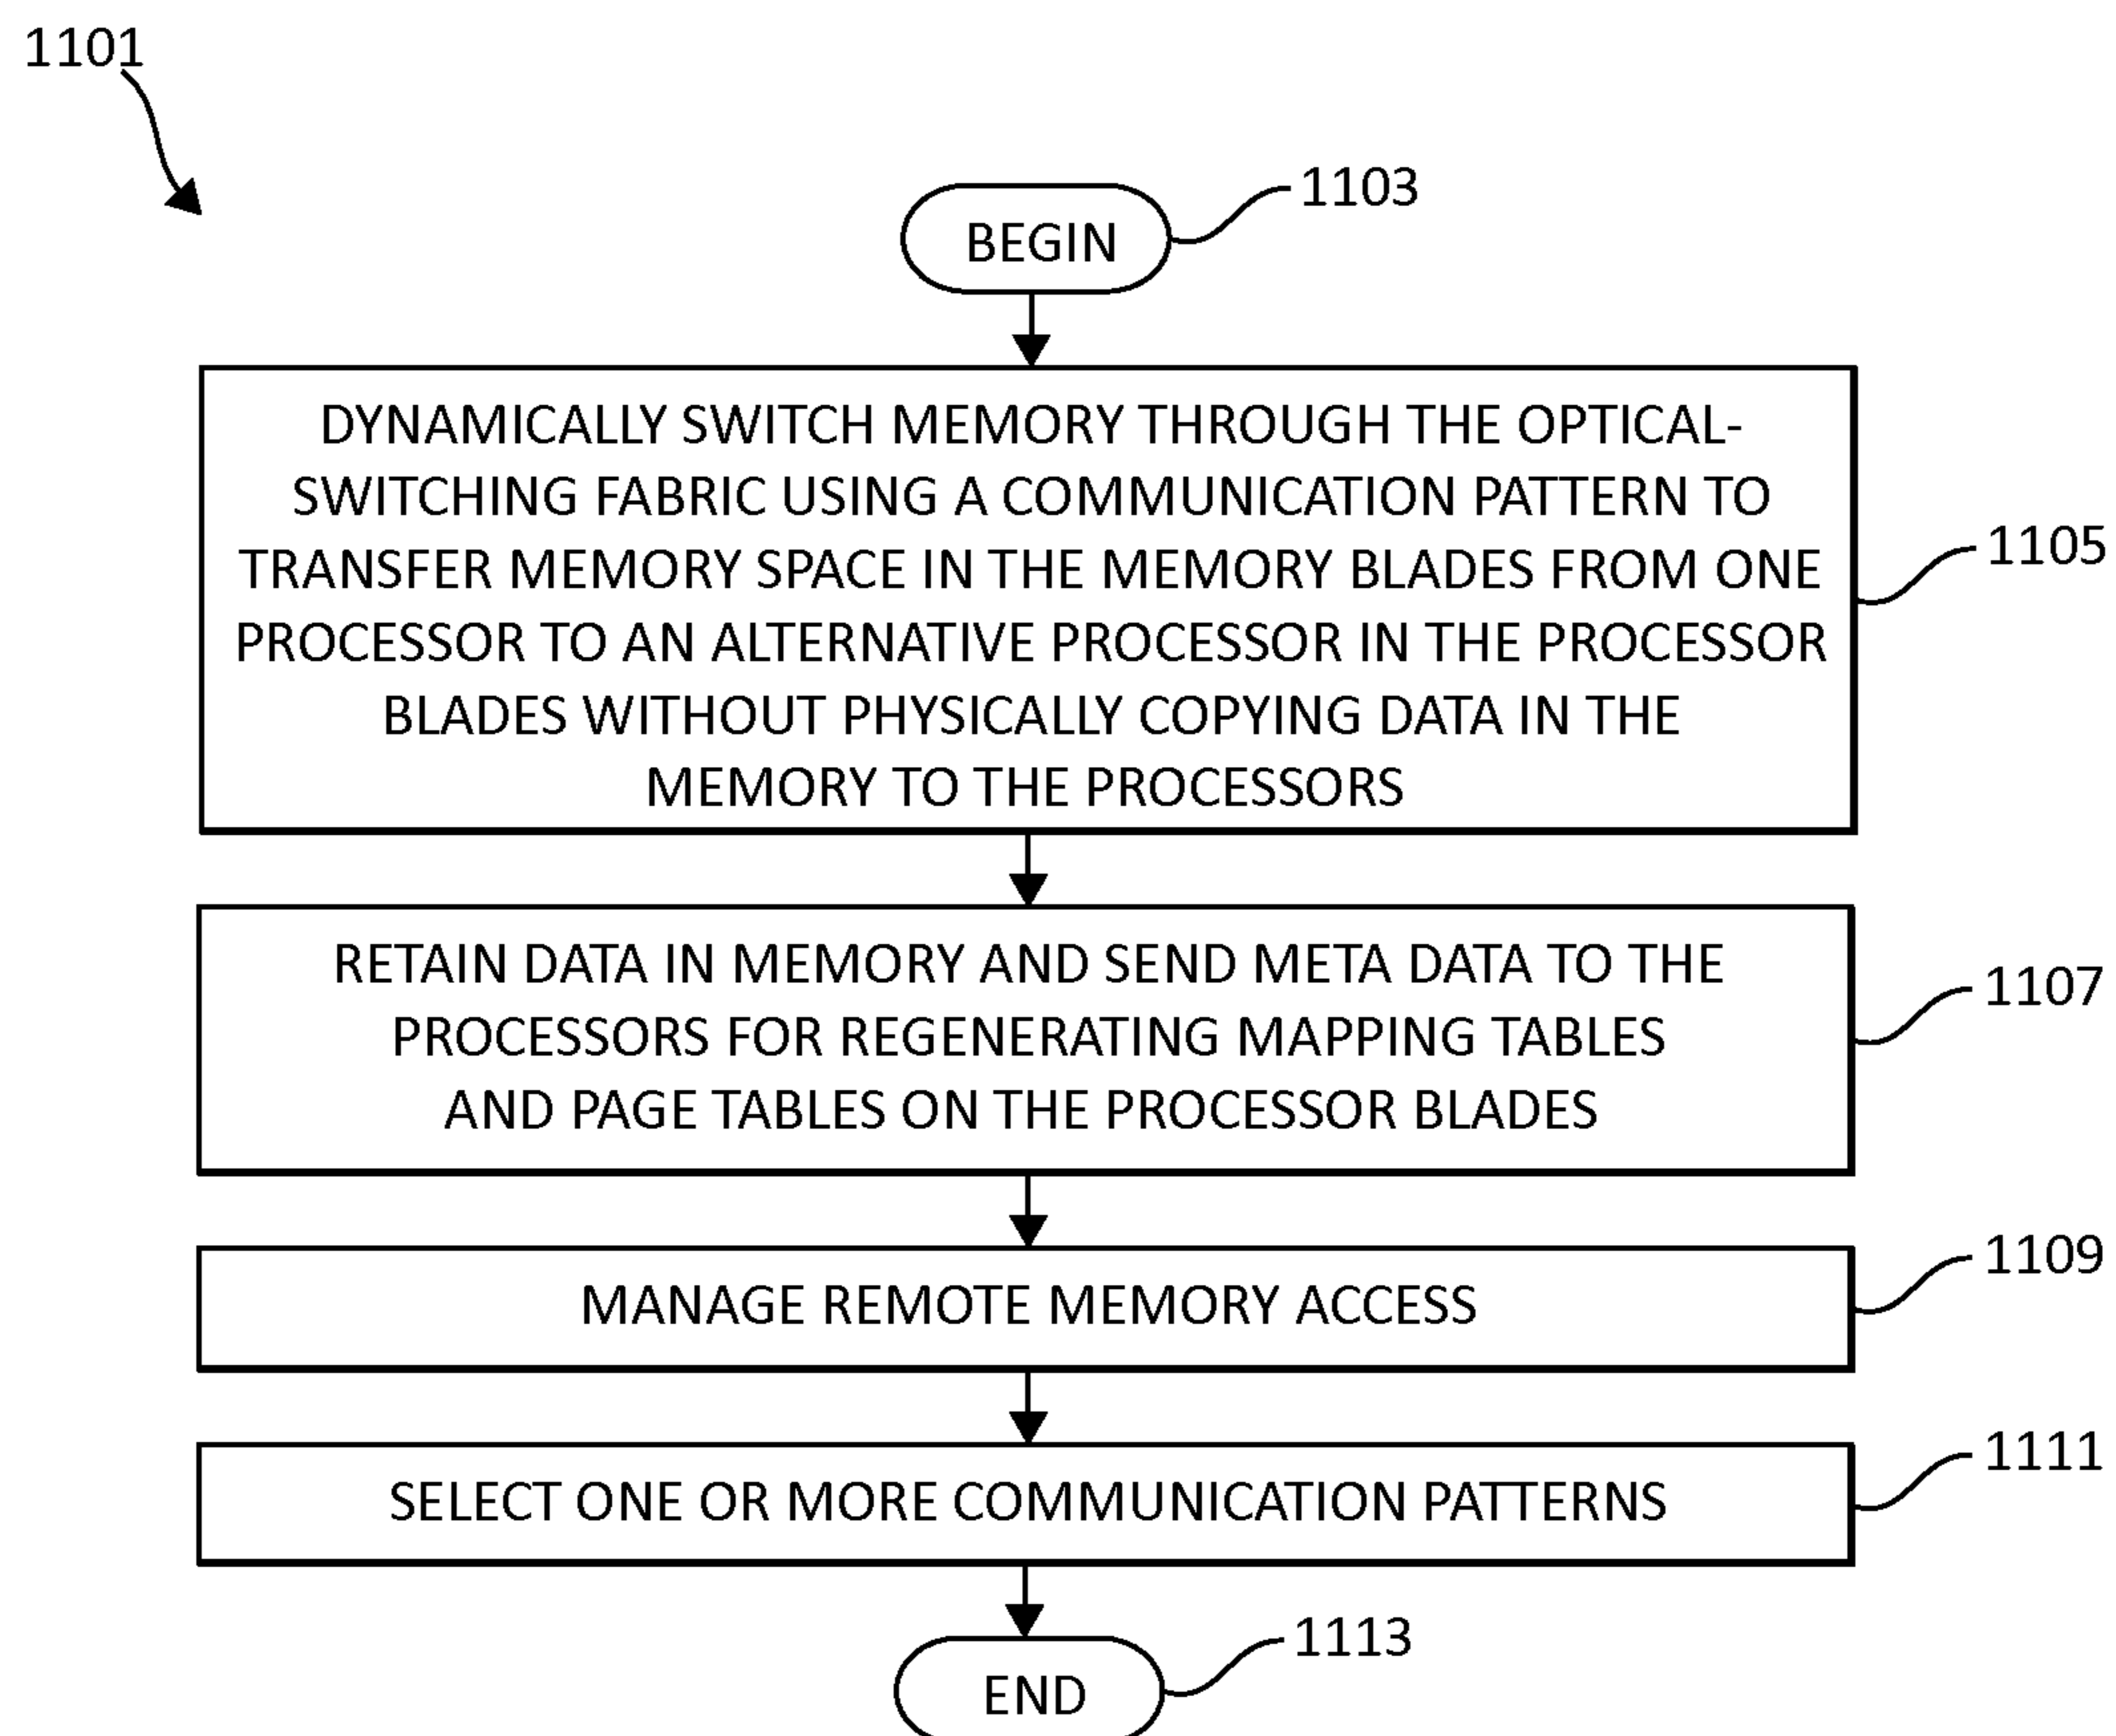 1101
BEGIN
1103
DYNAMICALLY SWITCH MEMORY THROUGH THE OPTICAL-
SWITCHING FABRIC USING A COMMUNICATION PATTERN TO
TRANSFER MEMORY SPACE IN THE MEMORY BLADES FROM ONE
PROCESSOR TO AN ALTERNATIVE PROCESSOR IN THE PROCESSOR
BLADES WITHOUT PHYSICALLY COPYING DATA IN THE
MEMORY TO THE PROCESSORS
1105
RETAIN DATA IN MEMORY AND SEND META DATA TO THE
PROCESSORS FOR REGENERATING MAPPING TABLES
AND PAGE TABLES ON THE PROCESSOR BLADES
1107
MANAGE REMOTE MEMORY ACCESS
1109
SELECT ONE OR MORE COMMUNICATION PATTERNS
1111
END
1113